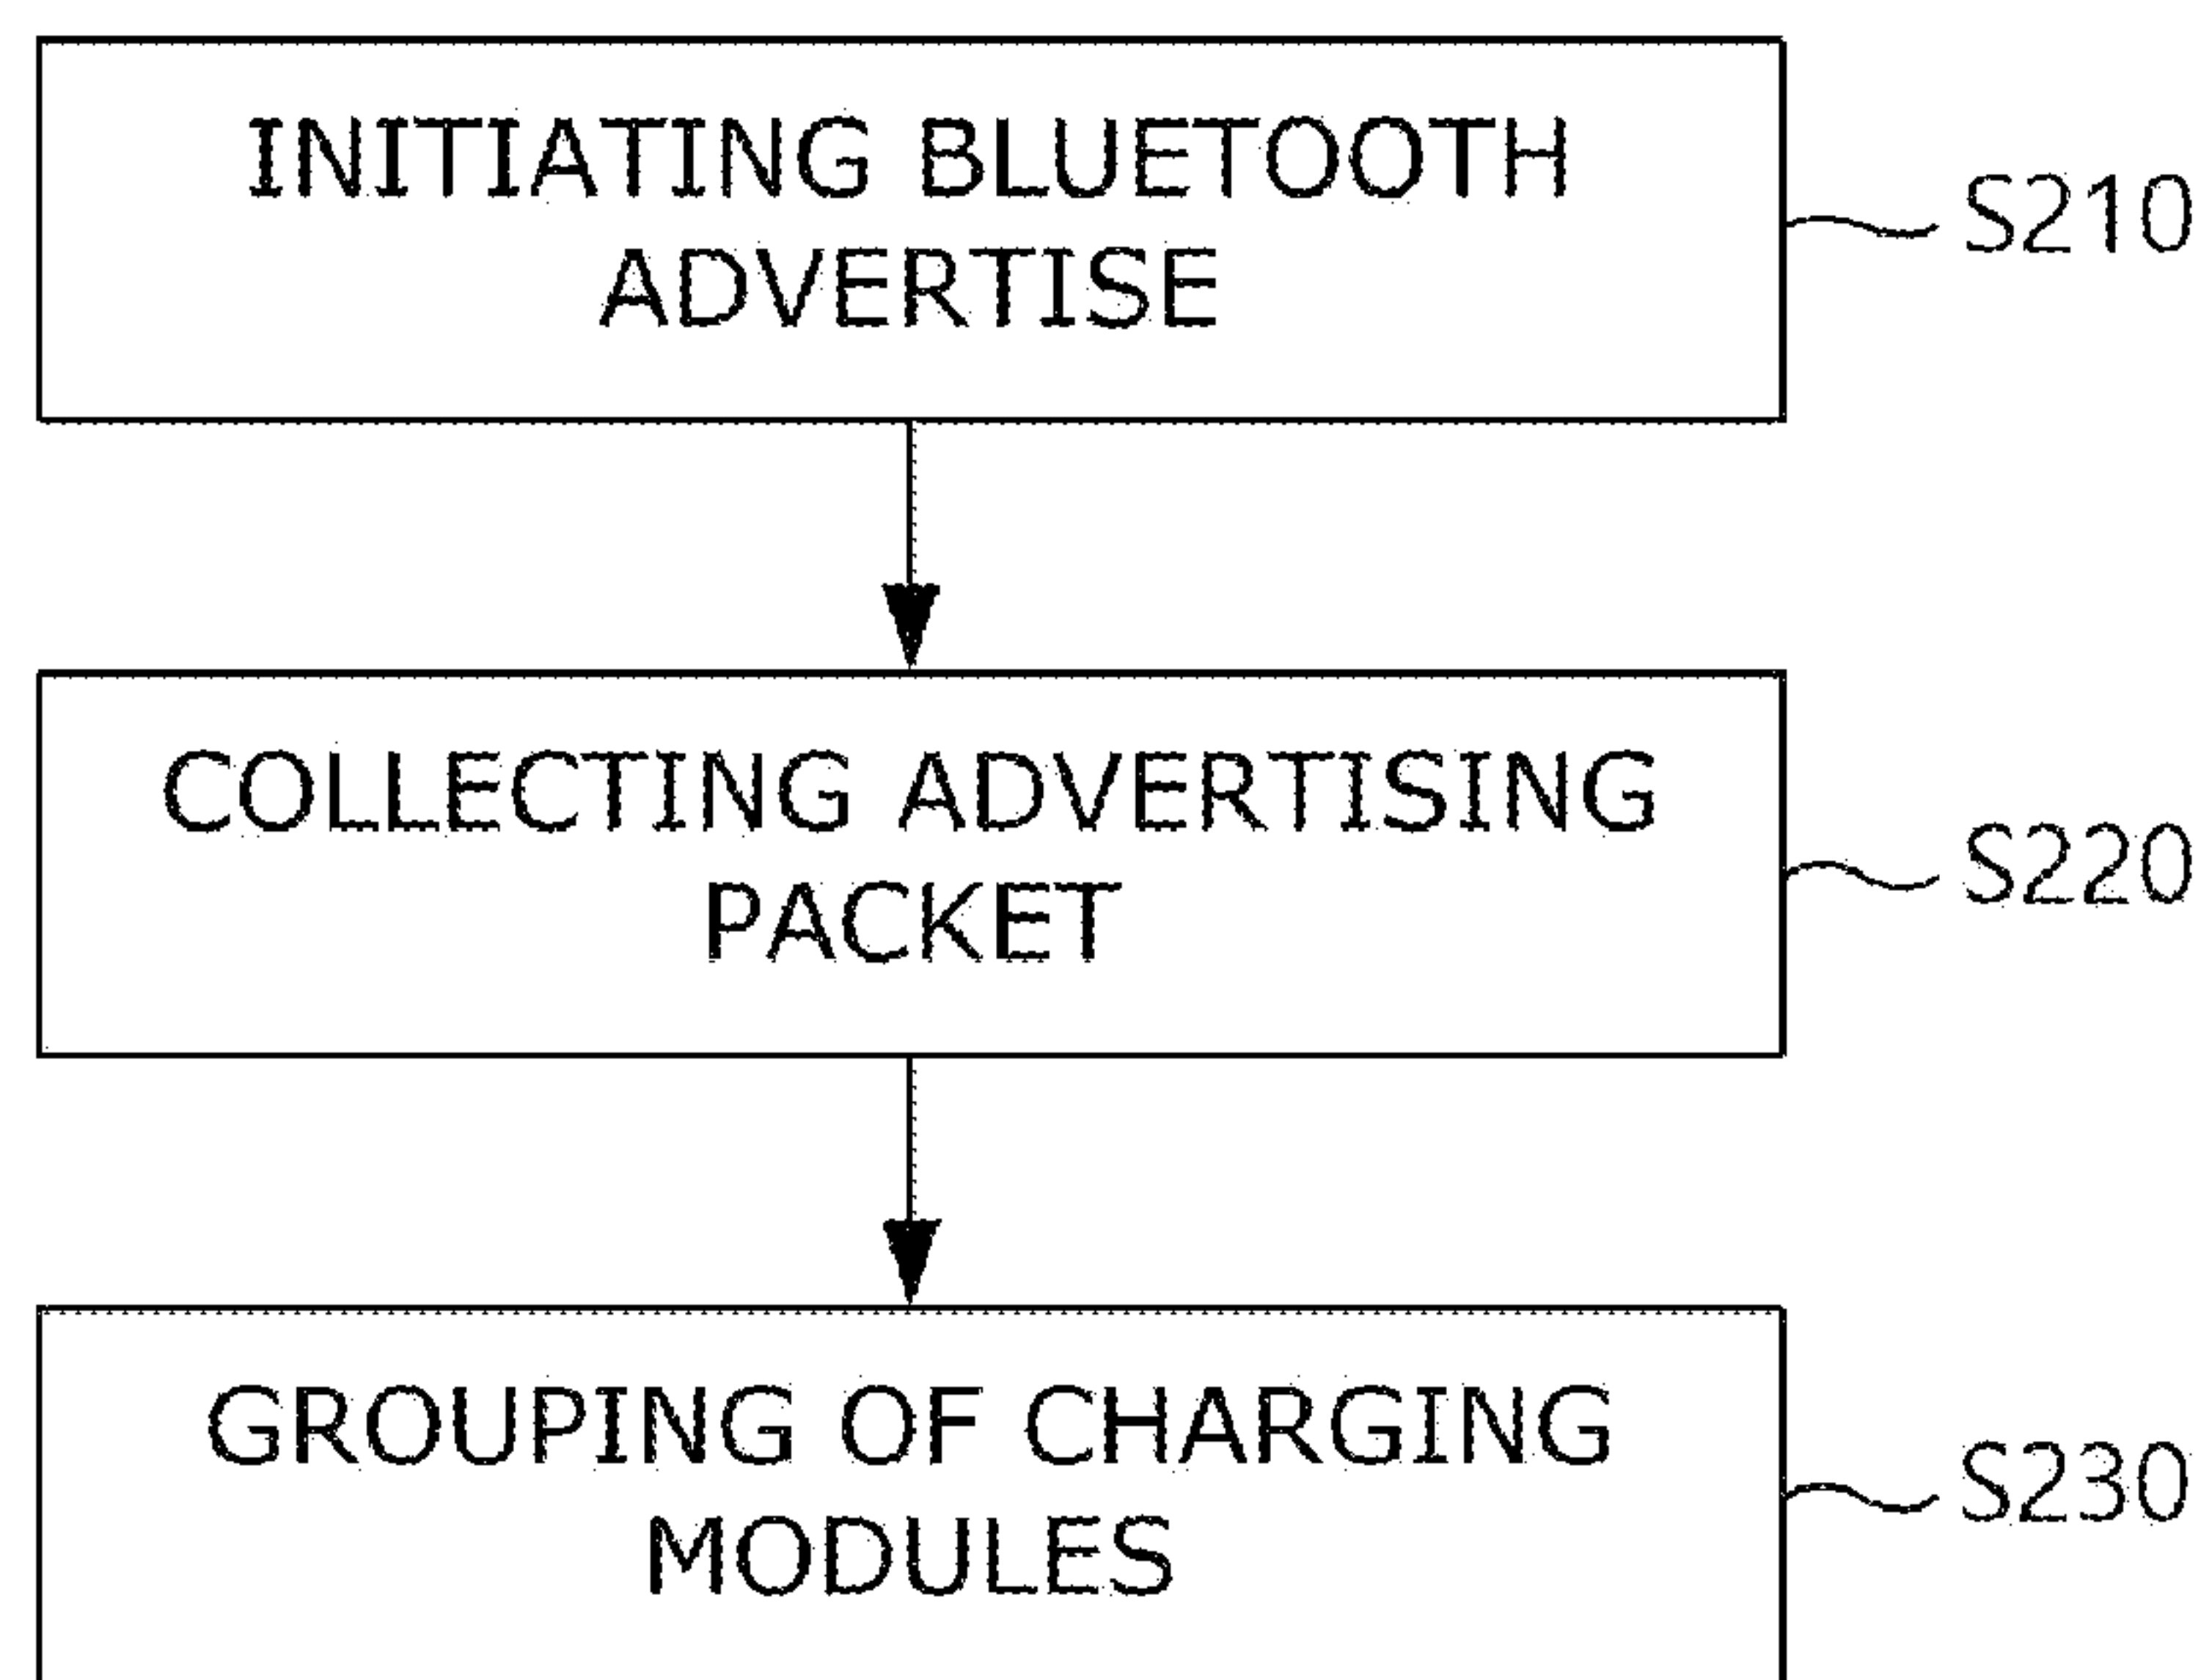 INITIATING BLUETOOTH
ADVERTISE
S210
COLLECTING ADVERTISING
PACKET
S220
GROUPING OF CHARGING
MODULES
S230